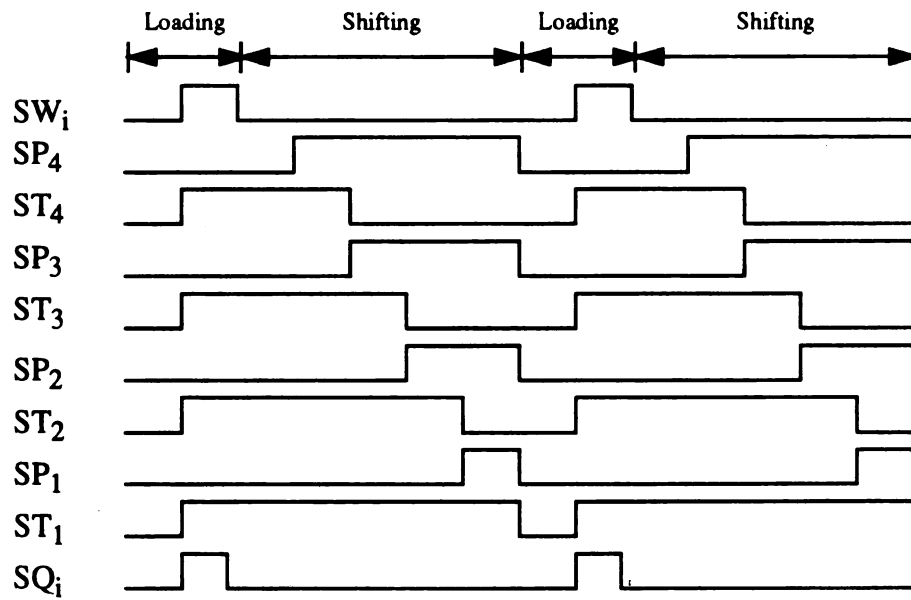 Loading Shifting Loading Shifting
SWi
SP4
ST4
SP3
ST3
SP2
ST2
SP1
ST1
SQi